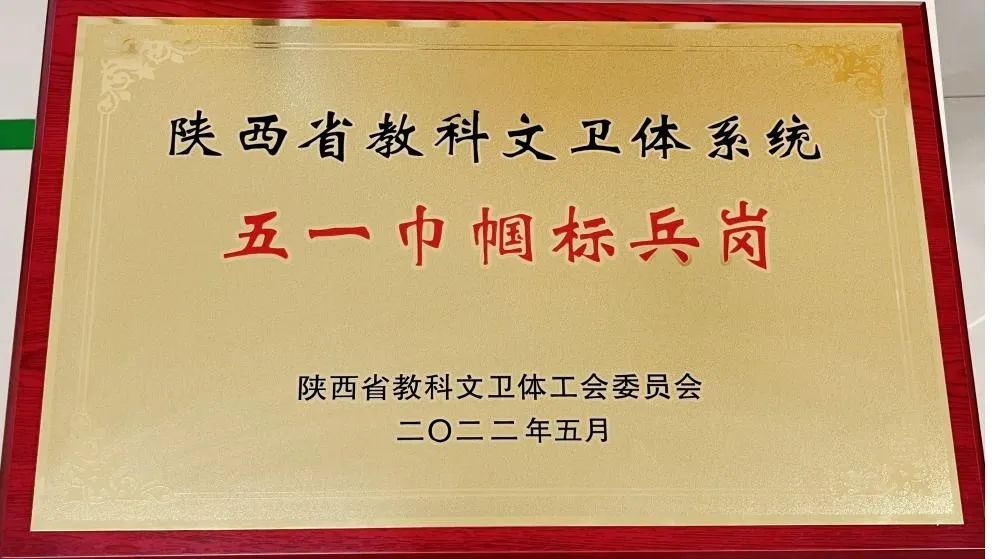 陕西省教科文卫体系统
五一巾帼标兵岗
陕西省教科文卫体工会委员会
二〇二二年五月